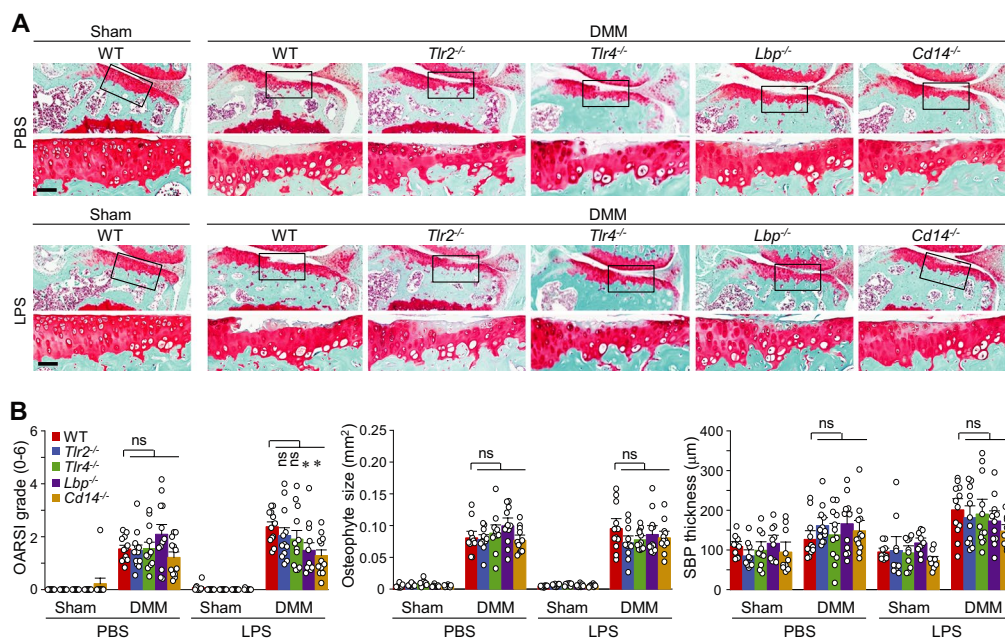 A
Sham DMM
WT WT Tlr2-/- Tlr4-/- Lbp-/- Cd14-/-
PBS
Sham DMM
WT WT Tlr2-/- Tlr4-/- Lbp-/- Cd14-/-
LPS
B
OARSI grade (0-6)
6
4
2
0
WT
Tlr2-/-
Tlr4-/-
Lbp-/-
Cd14-/-
ns
ns ns * *
Sham DMM Sham DMM
PBS LPS
Osteophyte size (mm2)
0.25
0.20
0.15
0.10
0.05
0.00
ns ns
Sham DMM Sham DMM
PBS LPS
SBP thickness (μm)
400
300
200
100
0
ns ns
Sham DMM Sham DMM
PBS LPS